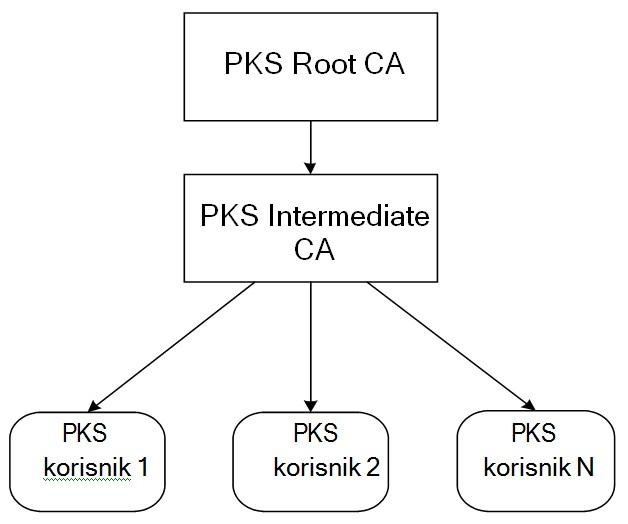 PKS Root CA
PKS Intermediate
CA
PKS
korisnik 1
PKS
korisnik 2
PKS
korisnik N